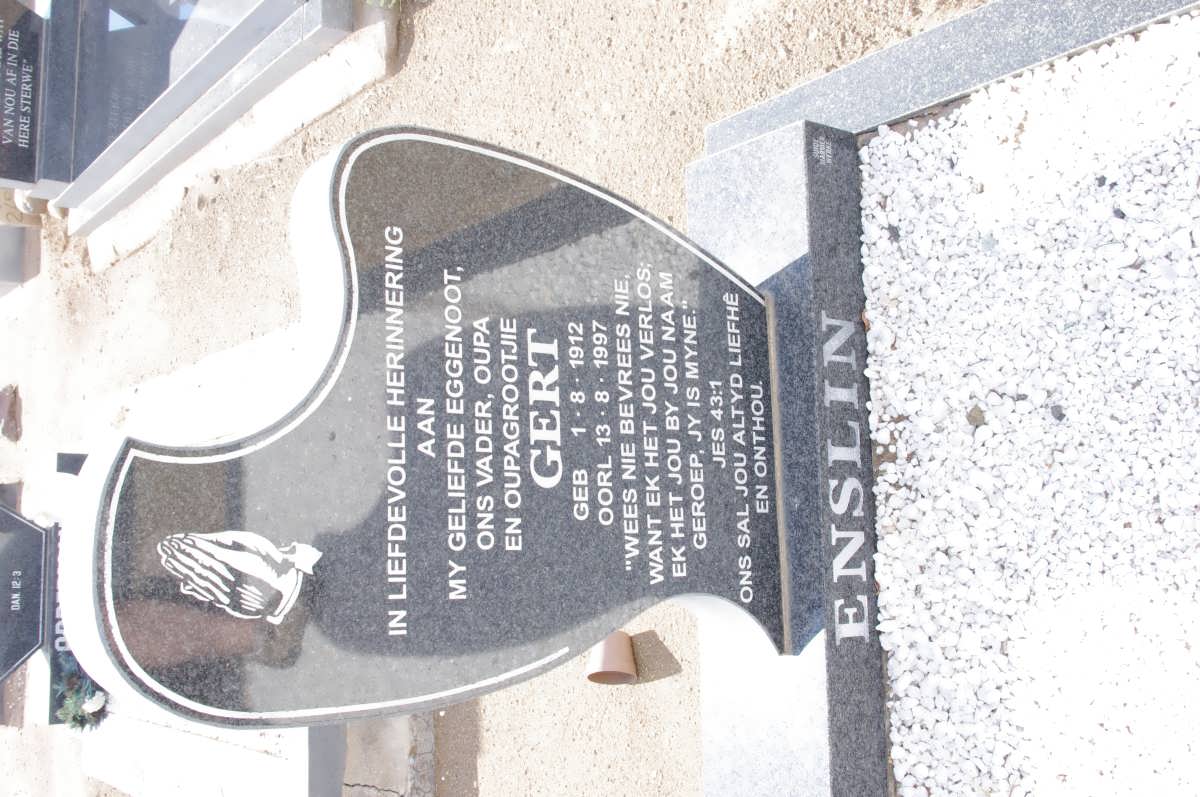 IN LIEFDEVOLLE HERINNERING
AAN
MY GELIEFDE EGGENOOT,
ONS VADER, OUPA
EN OUPAGROOTJIE
GERT
GEB 1·8·1912
OORL 13·8·1997
"WEES NIE BEVREES NIE,
WANT EK HET JOU VERLOS;
EK HET JOU BY JOU NAAM
GEROEP, JY IS MYNE."
JES 43:1
ONS SAL JOU ALTYD LIEFHÊ
EN ONTHOU.
ENSLIN
VAN NOU AF IN DIE
HERE STERWE"
DAN. 12:3